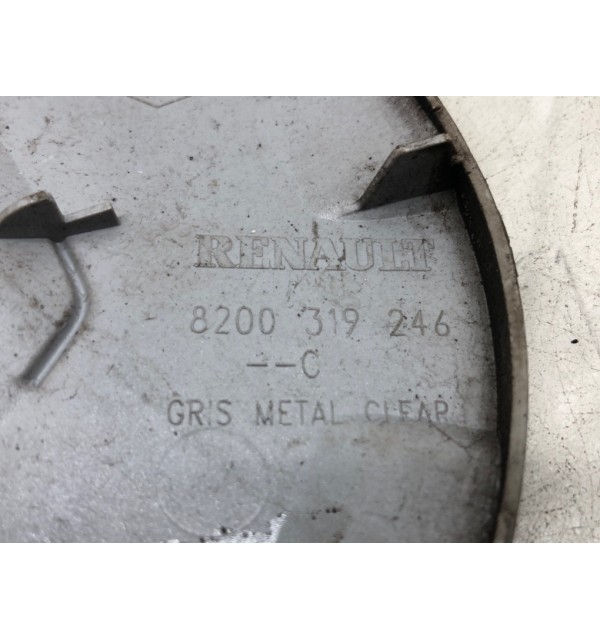 RENAULT
8200 319 246
--C
GRIS METAL CLEAR